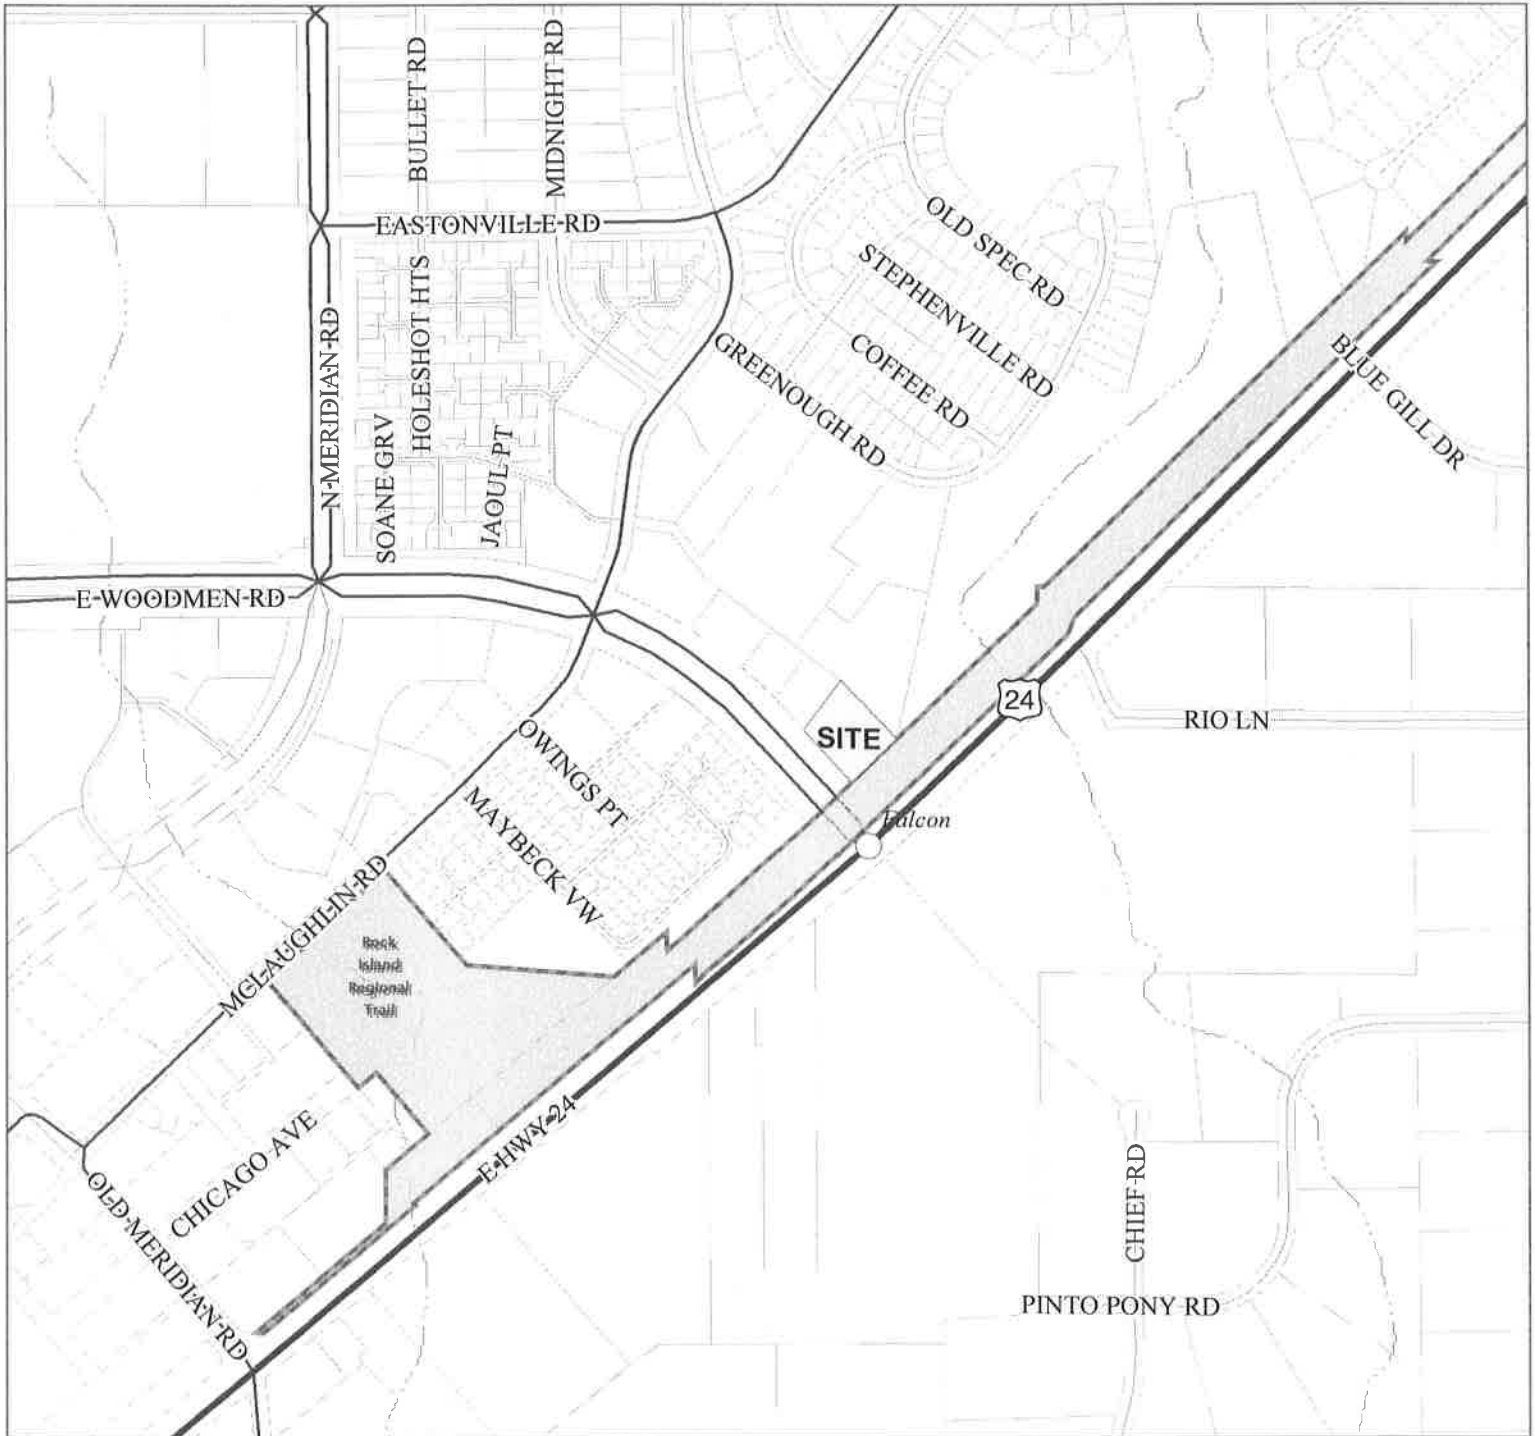 BULLET RD
MIDNIGHT RD
EASTONVILLE RD
OLD SPEC RD
STEPHENVILLE RD
COFFEE RD
GREENOUGH RD
BLUE GILL DR
N MERIDIAN RD
HOLESHOT HTS
SOANE GRV
JAOUL PT
E WOODMEN RD
24
RIO LN
SITE
OWINGS PT
MAYBECK VW
Falcon
MCLAUGHLIN RD
Rock
Island
Regional
Trail
E HWY 24
CHICAGO AVE
OLD MERIDIAN RD
CHIEF RD
PINTO PONY RD